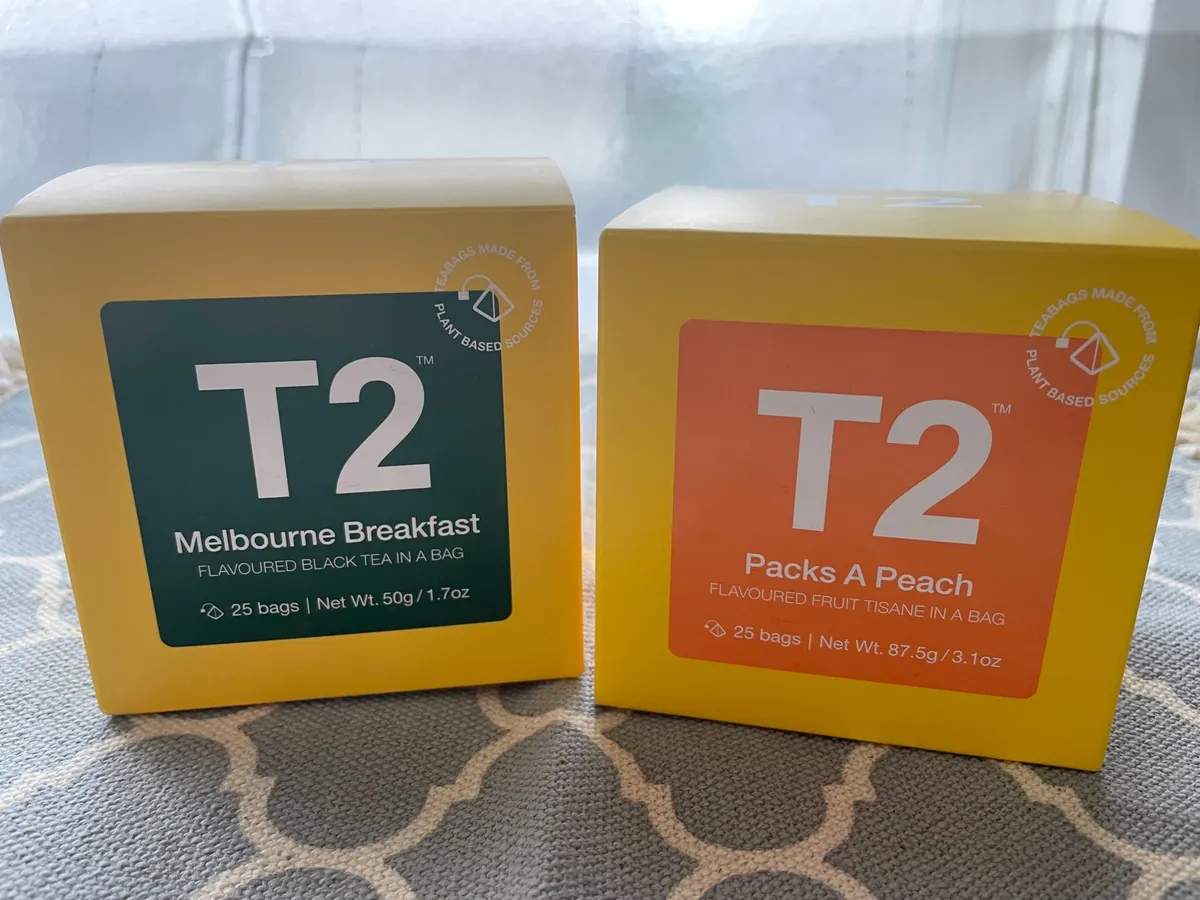 TEABAGS MADE FROM
PLANT BASED SOURCES
T2™
Melbourne Breakfast
FLAVOURED BLACK TEA IN A BAG
25 bags | Net Wt. 50g / 1.7oz
T2
TEABAGS MADE FROM
PLANT BASED SOURCES
T2™
Packs A Peach
FLAVOURED FRUIT TISANE IN A BAG
25 bags | Net Wt. 87.5g / 3.1oz